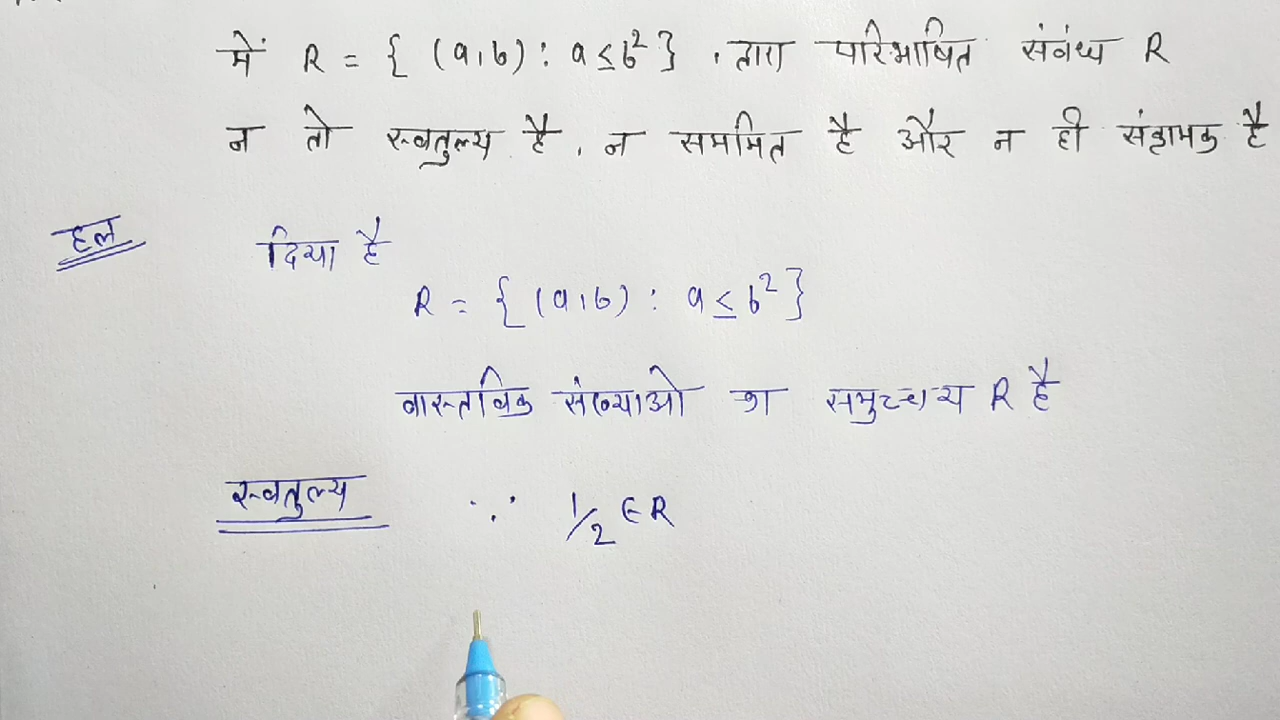 में R = { (a, b) : a ≤ b² } , द्वारा परिभाषित संबंध R
न तो स्वतुल्य है, न सममित है और न ही संक्रामक है
हल
दिया है
R = { (a, b) : a ≤ b² }
वास्तविक संख्याओ का समुच्चय R है
स्वतुल्य ∵ 1/2 ∈ R